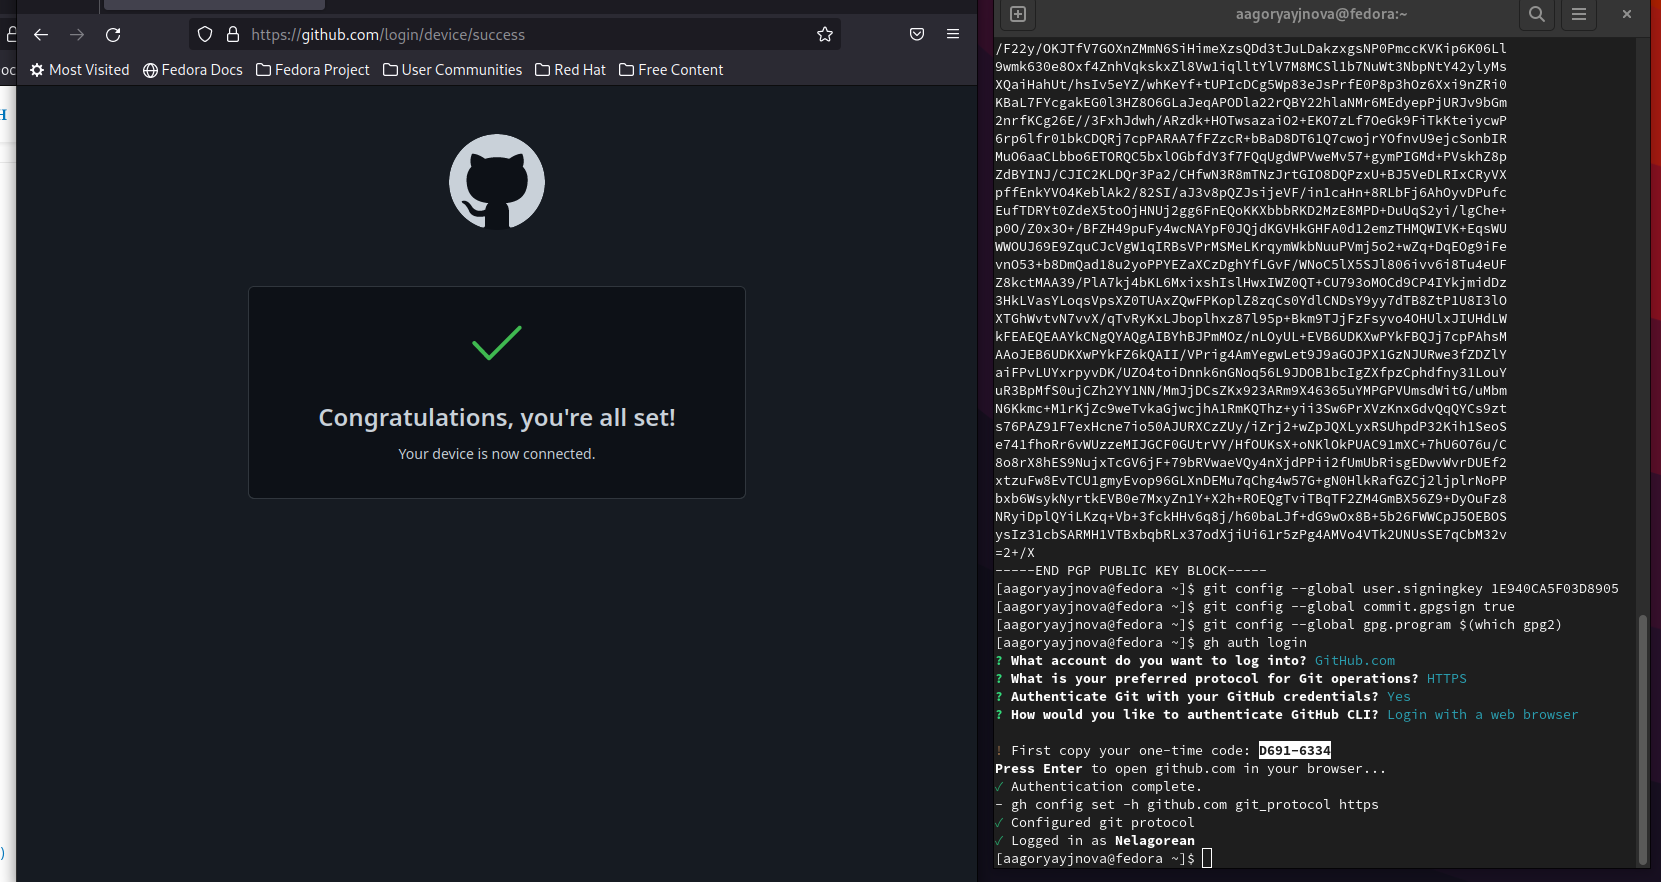 https://github.com/login/device/success
Most Visited Fedora Docs Fedora Project User Communities Red Hat Free Content
Congratulations, you're all set!
Your device is now connected.
aagoryayjnova@fedora:~
/F22y/OKJTfV7GOXnZMmN6SiHimeXzsQDd3tJuLDakzxgsNP0PmccKVKip6K06Ll
9wmk630e8Oxf4ZnhVqkskxZl8Vw1iqlltYlV7M8MCSl1b7NuWt3NbpNtY42ylyMs
XQaiHahUt/hsIv5eYZ/whKeYf+tUPIcDCg5Wp83eJsPrfE0P8p3hOz6Xxi9nZRi0
KBaL7FYcgakEG0l3HZ8O6GLaJeqAPODla22rQBY22hlaNMr6MEdyepPjURJv9bGm
2nrfKCg26E//3FxhJdwh/ARzdk+HOTwsazaiO2+EKO7zLf7OeGk9FiTkKteiycwP
6rp6lfr01bkCDQRj7cpPARAA7fFZzcR+bBaD8DT61Q7cwojrYOfnvU9ejcSonbIR
MuO6aaCLbbo6ETORQC5bxlOGbfdY3f7FQqUgdWPVweMv57+gymPIGMd+PVskhZ8p
ZdBYINJ/CJIC2KLDQr3Pa2/CHfwN3R8mTNzJrtGIO8DQPzxU+BJ5VeDLRIxCRyVX
pffEnkYVO4KeblAk2/82SI/aJ3v8pQZJsijeVF/in1caHn+8RLbFj6AhOyvDPufc
EufTDRYt0ZdeX5toOjHNUj2gg6FnEQoKKXbbbRKD2MzE8MPD+DuUqS2yi/lgChe+
p0O/Z0x3O+/BFZH49puFy4wcNAYpF0JQjdKGVHkGHFA0d12emzTHMQWIVK+EqsWU
WWOUJ69E9ZquCJcVgW1qIRBsVPrMSMeLKrqymWkbNuuPVmj5o2+wZq+DqEOg9iFe
vnO53+b8DmQad18u2yoPPYEZaXCzDghYfLGvF/WNoC5lX5SJl806ivv6i8Tu4eUF
Z8kctMAA39/PlA7kj4bKL6MxixshIslHwxIWZ0QT+CU793oMOCd9CP4IYkjmidDz
3HkLVasYLoqsVpsXZ0TUAxZQwFPKoplZ8zqCs0YdlCNDsY9yy7dTB8ZtP1U8I3lO
XTGhWvtvN7vvX/qTvRyKxLJboplhxz87l95p+Bkm9TJjFzFsyvo4OHUlxJIUHdLW
kFEAEQEAAYkCNgQYAQgAIBYhBJPmMOz/nLOyUL+EVB6UDKXwPYkFBQJj7cpPAhsM
AAoJEB6UDKXwPYkFZ6kQAII/VPrig4AmYegwLet9J9aGOJPX1GzNJURwe3fZDZlY
aiFPvLUYxrpyvDK/UZO4toiDnnk6nGNoq56L9JDOB1bcIgZXfpzCphdfny31LouY
uR3BpMfS0ujCZh2YY1NN/MmJjDCsZKx923ARm9X46365uYMPGPVUmsdWitG/uMbm
N6Kkmc+M1rKjZc9weTvkaGjwcjhA1RmKQThz+yii3Sw6PrXVzKnxGdvQqQYCs9zt
s76PAZ91F7exHcne7io50AJURXCzZUy/iZrj2+wZpJQXLyxRSUhpdP32Kih1SeoS
e741fhoRr6vWUzzeMIJGCF0GUtrVY/HfOUKsX+oNKlOkPUAC91mXC+7hU6O76u/C
8o8rX8hES9NujxTcGV6jF+79bRVwaeVQy4nXjdPPii2fUmUbRisgEDwvWvrDUEf2
xtzuFw8EvTCU1gmyEvop96GLXnDEMu7qChg4w57G+gN0HlkRafGZCj2ljplrNoPP
bxb6WsykNyrtkEVB0e7MxyZn1Y+X2h+ROEQgTviTBqTF2ZM4GmBX56Z9+DyOuFz8
NRyiDplQYiLKzq+Vb+3fckHHv6q8j/h60baLJf+dG9wOx8B+5b26FWWCpJ5OEBOS
ysIz31cbSARMH1VTBxbqbRLx37odXjiUi61r5zPg4AMVo4VTk2UNUsSE7qCbM32v
=2+/X
-----END PGP PUBLIC KEY BLOCK-----
[aagoryayjnova@fedora ~]$ git config --global user.signingkey 1E940CA5F03D8905
[aagoryayjnova@fedora ~]$ git config --global commit.gpgsign true
[aagoryayjnova@fedora ~]$ git config --global gpg.program $(which gpg2)
[aagoryayjnova@fedora ~]$ gh auth login
? What account do you want to log into? GitHub.com
? What is your preferred protocol for Git operations? HTTPS
? Authenticate Git with your GitHub credentials? Yes
? How would you like to authenticate GitHub CLI? Login with a web browser
! First copy your one-time code: D691-6334
Press Enter to open github.com in your browser...
✓ Authentication complete.
- gh config set -h github.com git_protocol https
✓ Configured git protocol
✓ Logged in as Nelagorean
[aagoryayjnova@fedora ~]$